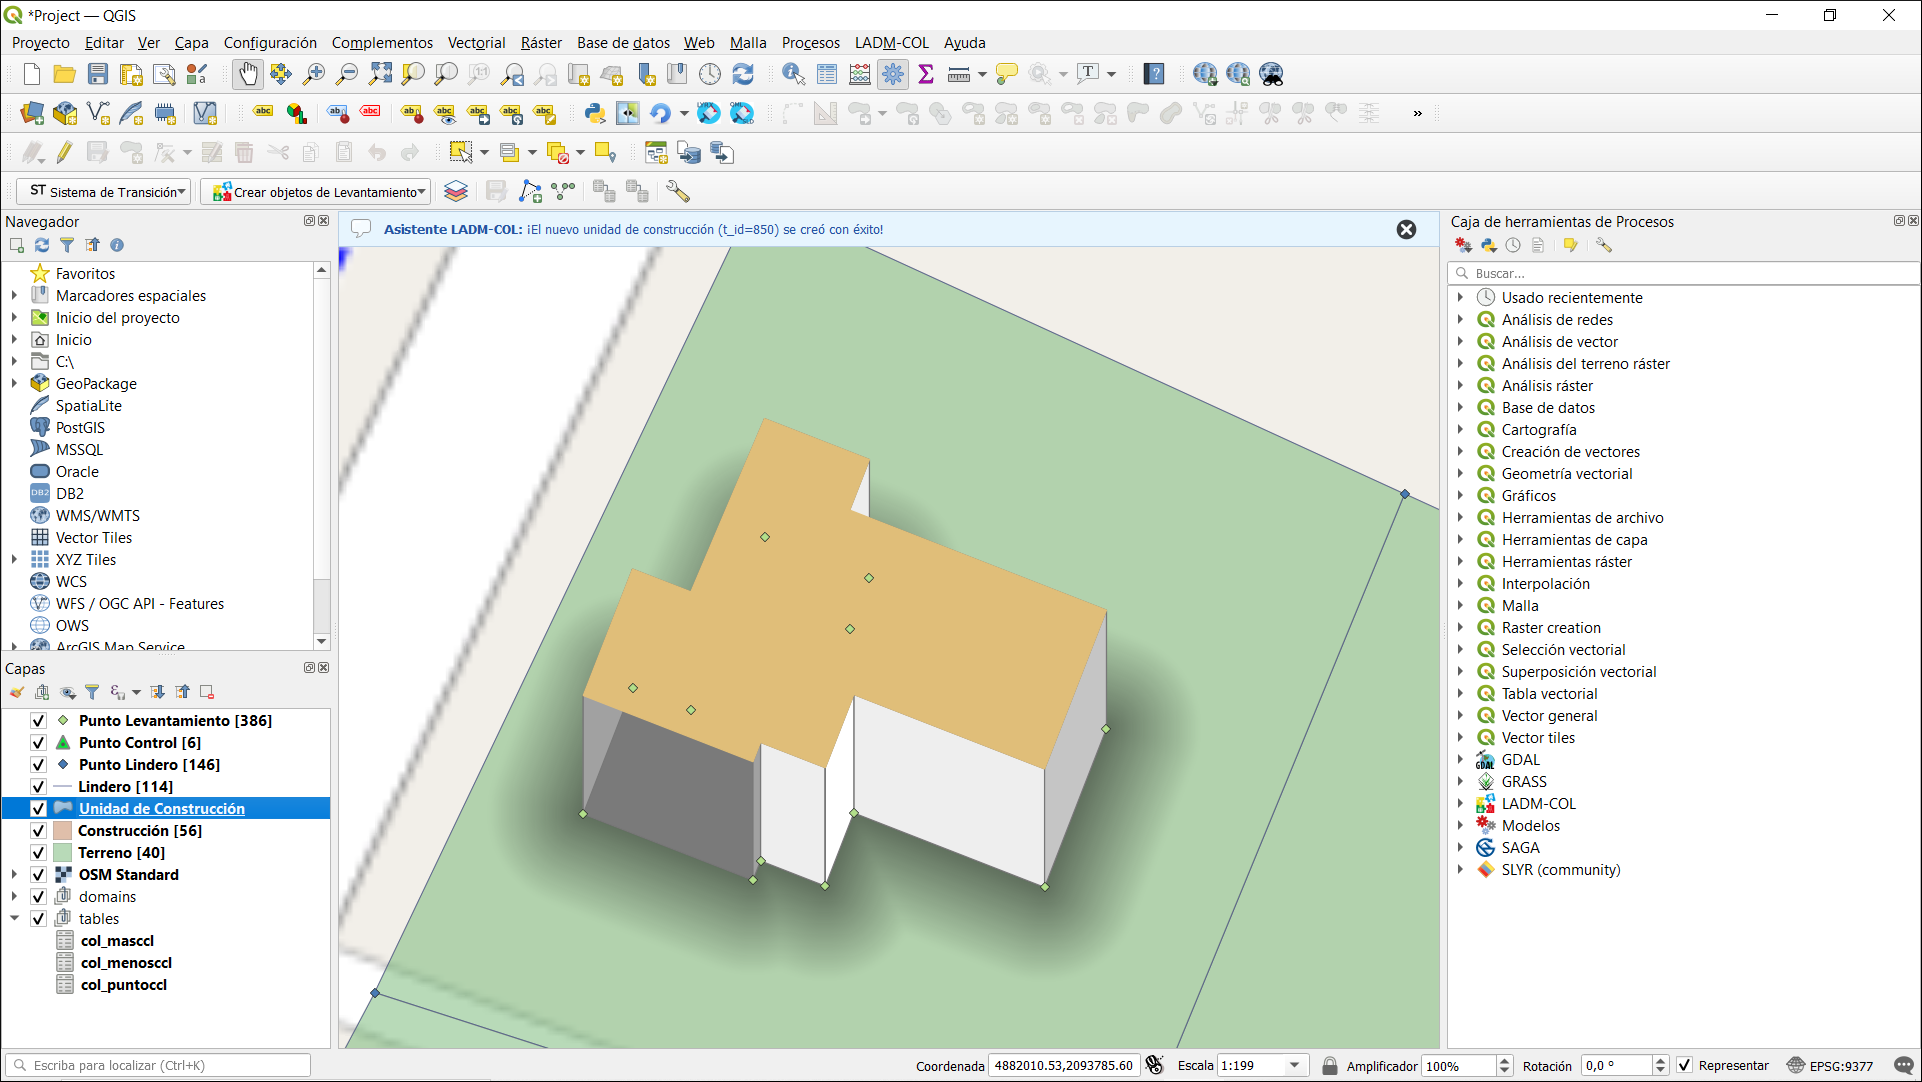 *Project — QGIS
Proyecto Editar Ver Capa Configuración Complementos Vectorial Ráster Base de datos Web Malla Procesos LADM-COL Ayuda
ST Sistema de Transición Crear objetos de Levantamiento
Navegador
Favoritos
Marcadores espaciales
Inicio del proyecto
Inicio
C:\
GeoPackage
SpatiaLite
PostGIS
MSSQL
Oracle
DB2
WMS/WMTS
Vector Tiles
XYZ Tiles
WCS
WFS / OGC API - Features
OWS
ArcGIS Map Service
Capas
Punto Levantamiento [386]
Punto Control [6]
Punto Lindero [146]
Lindero [114]
Unidad de Construcción
Construcción [56]
Terreno [40]
OSM Standard
domains
tables
col_masccl
col_menosccl
col_puntoccl
Asistente LADM-COL: ¡El nuevo unidad de construcción (t_id=850) se creó con éxito!
Caja de herramientas de Procesos
Buscar...
Usado recientemente
Análisis de redes
Análisis de vector
Análisis del terreno ráster
Análisis ráster
Base de datos
Cartografía
Creación de vectores
Geometría vectorial
Gráficos
Herramientas de archivo
Herramientas de capa
Herramientas ráster
Interpolación
Malla
Raster creation
Selección vectorial
Superposición vectorial
Tabla vectorial
Vector general
Vector tiles
GDAL
GRASS
LADM-COL
Modelos
SAGA
SLYR (community)
Escriba para localizar (Ctrl+K) Coordenada 4882010.53,2093785.60 Escala 1:199 Amplificador 100% Rotación 0,0 ° Representar EPSG:9377